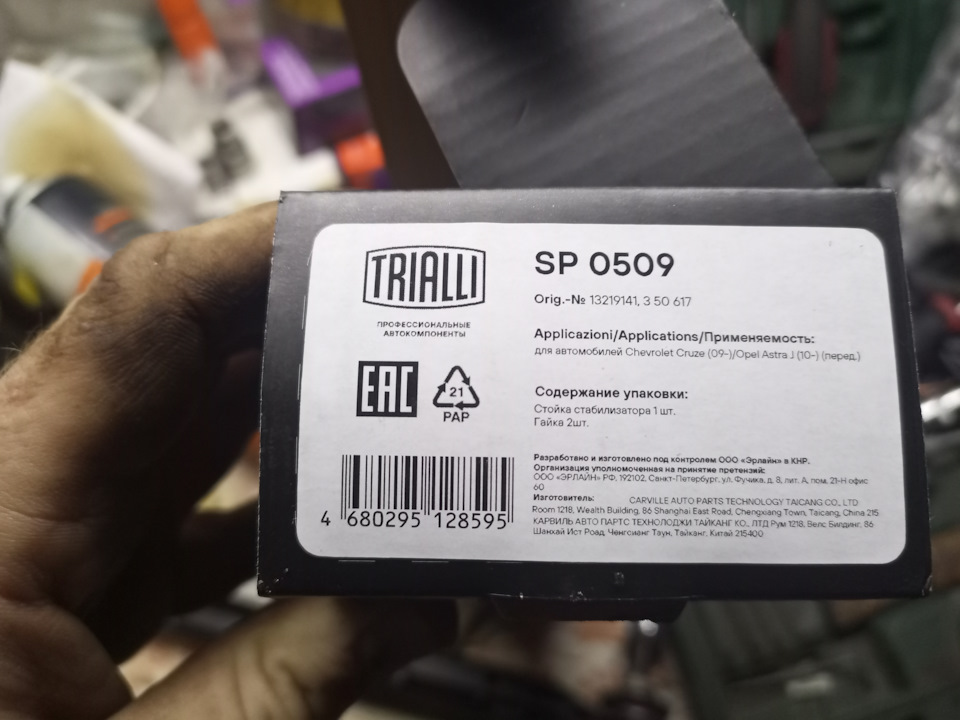 TRIALLI
ПРОФЕССИОНАЛЬНЫЕ
АВТОКОМПОНЕНТЫ
EAC
21
PAP
4 680295 128595
SP 0509
Orig.-№ 13219141, 3 50 617
Applicazioni/Applications/Применяемость:
для автомобилей Chevrolet Cruze (09-)/Opel Astra J (10-) (перед.)
Содержание упаковки:
Стойка стабилизатора 1 шт.
Гайка 2шт.
Разработано и изготовлено под контролем ООО «Эрлайн» в КНР.
Организация уполномоченная на принятие претензий:
ООО «ЭРЛАЙН» РФ, 192102, Санкт-Петербург, ул. Фучика, д. 8, лит. А, пом. 21-Н офис
60
Изготовитель: CARVILLE AUTO PARTS TECHNOLOGY TAICANG CO., LTD
Room 1218, Wealth Building, 86 Shanghai East Road, Chengxiang Town, Taicang, China 215
КАРВИЛЬ АВТО ПАРТС ТЕХНОЛОДЖИ ТАЙКАНГ КО., ЛТД Рум 1218, Велс Билдинг, 86
Шанхай Ист Роад, Ченгсианг Таун, Тайканг, Китай 215400